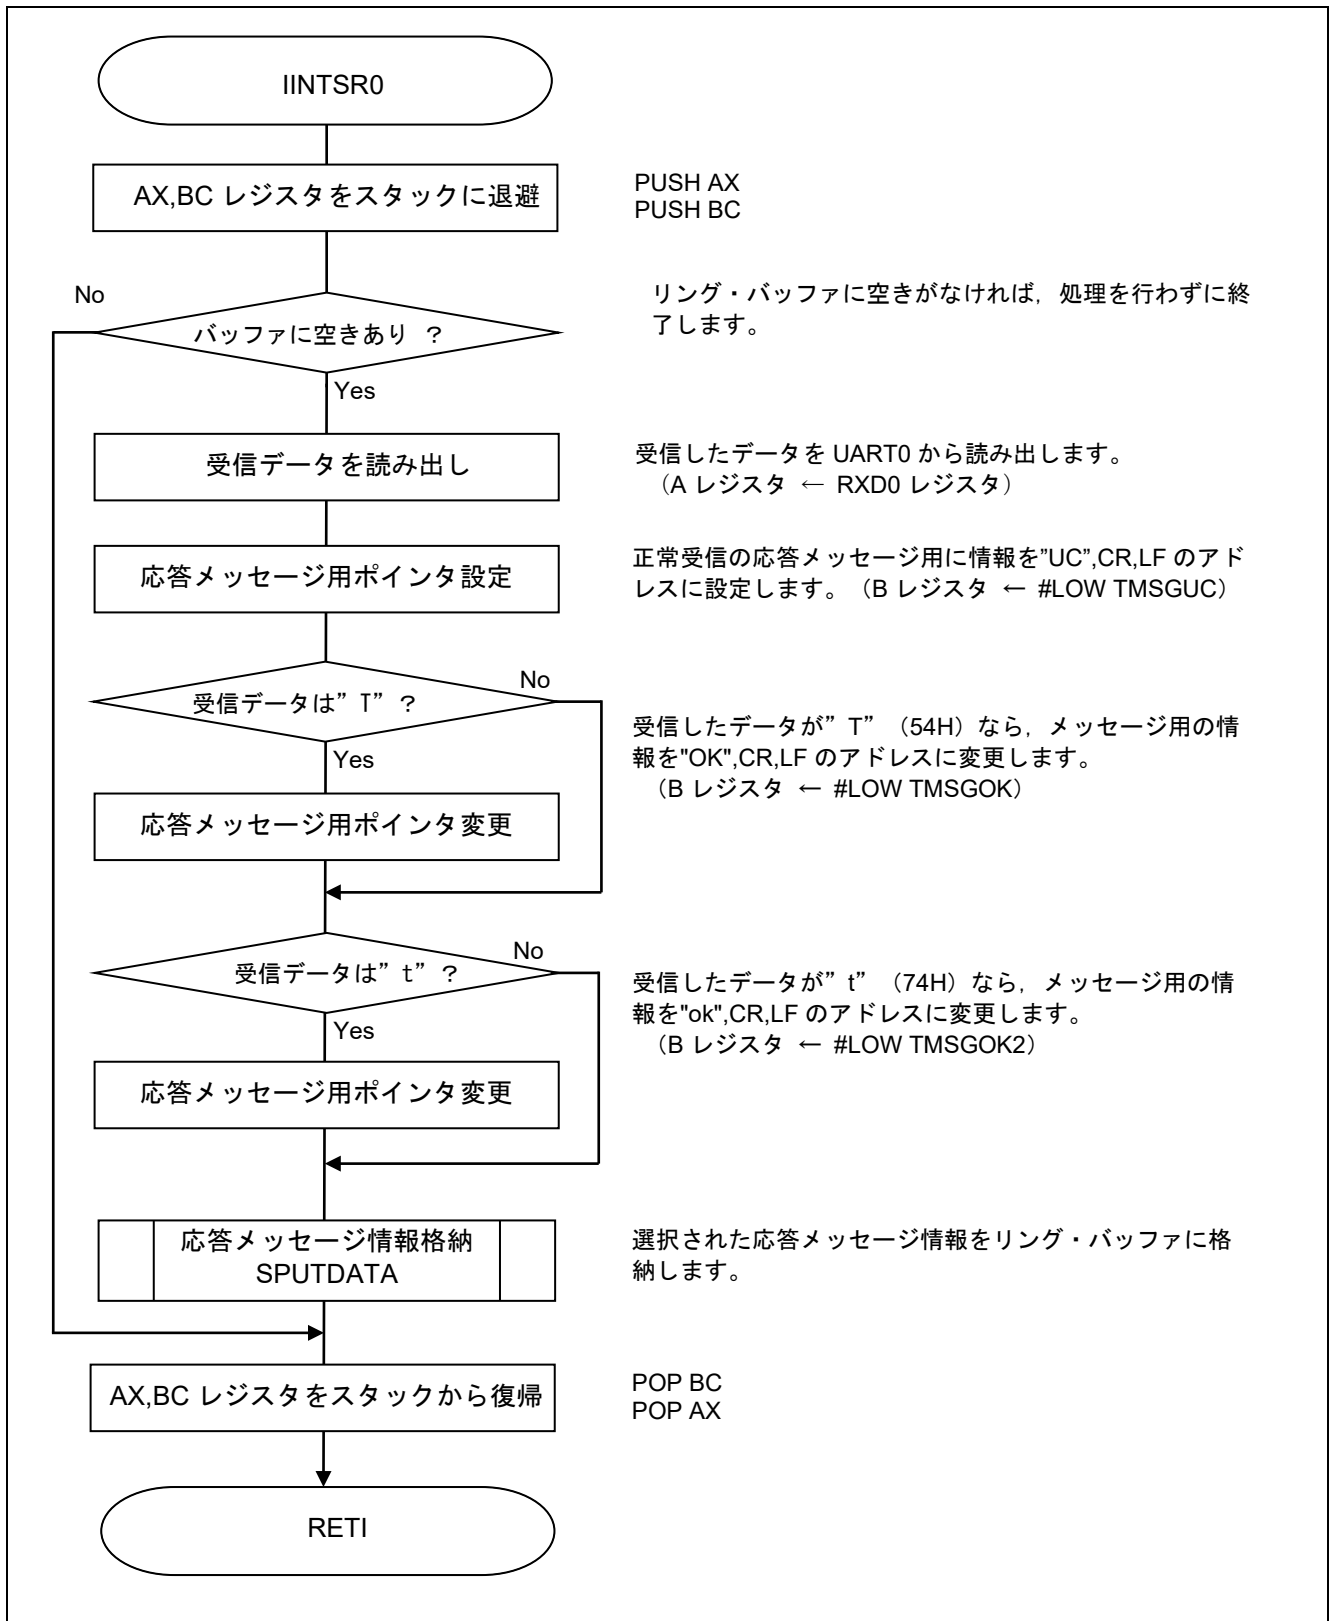 IINTSR0
AX,BC レジスタをスタックに退避
PUSH AX
PUSH BC
No
バッファに空きあり ?
リング・バッファに空きがなければ,処理を行わずに終
了します。
Yes
受信データを読み出し
受信したデータを UART0 から読み出します。
(A レジスタ ← RXD0 レジスタ)
応答メッセージ用ポインタ設定
正常受信の応答メッセージ用に情報を”UC”,CR,LF のアド
レスに設定します。(B レジスタ ← #LOW TMSGUC)
No
受信データは”T”?
受信したデータが”T”(54H)なら,メッセージ用の情
報を"OK",CR,LF のアドレスに変更します。
(B レジスタ ← #LOW TMSGOK)
Yes
応答メッセージ用ポインタ変更
No
受信データは”t”?
受信したデータが”t”(74H)なら,メッセージ用の情
報を"ok",CR,LF のアドレスに変更します。
(B レジスタ ← #LOW TMSGOK2)
Yes
応答メッセージ用ポインタ変更
応答メッセージ情報格納
SPUTDATA
選択された応答メッセージ情報をリング・バッファに格
納します。
AX,BC レジスタをスタックから復帰
POP BC
POP AX
RETI